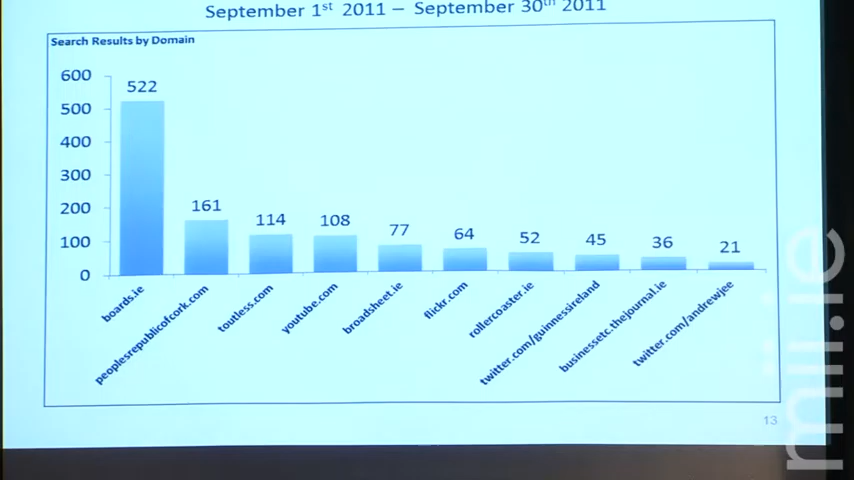 September 1st 2011 – September 30th 2011
Search Results by Domain
600
500
400
300
200
100
0
522
161
114
108
77
64
52
45
36
21
boards.ie
peoplesrepublicofcork.com
toutless.com
youtube.com
broadsheet.ie
flickr.com
rollercoaster.ie
twitter.com/guinnessireland
businessetc.thejournal.ie
twitter.com/andrewjee
13
mii.ie